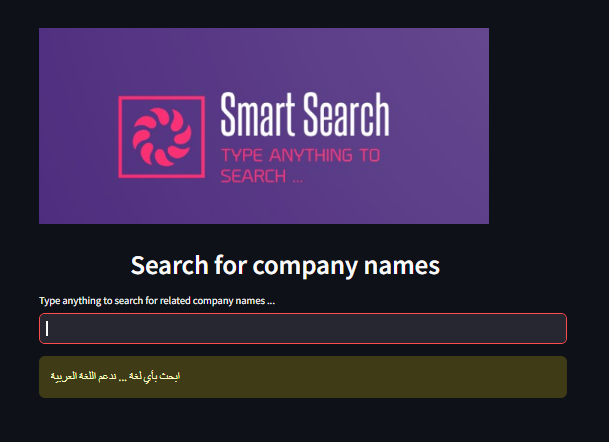 Smart Search
TYPE ANYTHING TO
SEARCH ...
Search for company names
Type anything to search for related company names ...
ابحث بأي لغة ... ندعم اللغة العربية